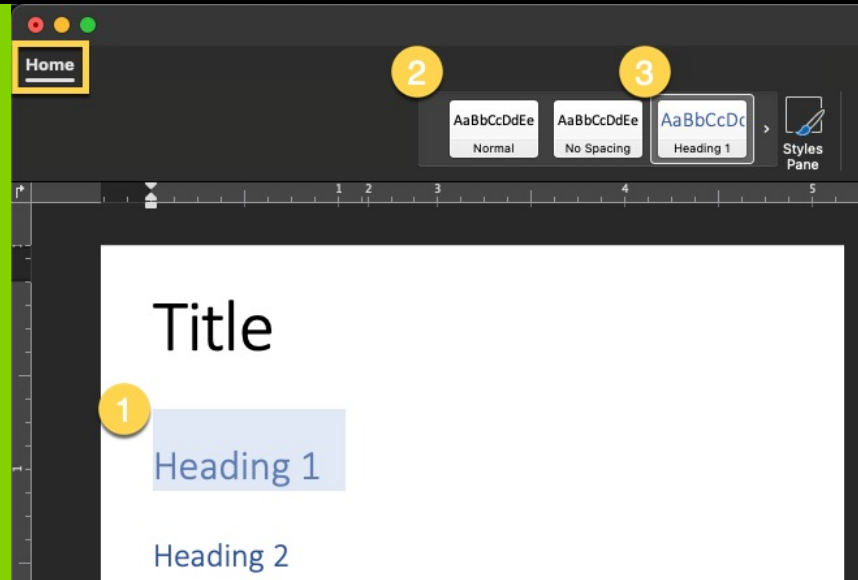 Home
2
3
AaBbCcDdEe
AaBbCcDdEe
AaBbCcDc
Normal
No Spacing
Heading 1
Styles
Pane
1 2 3 4 5
Title
1
Heading 1
1
Heading 2